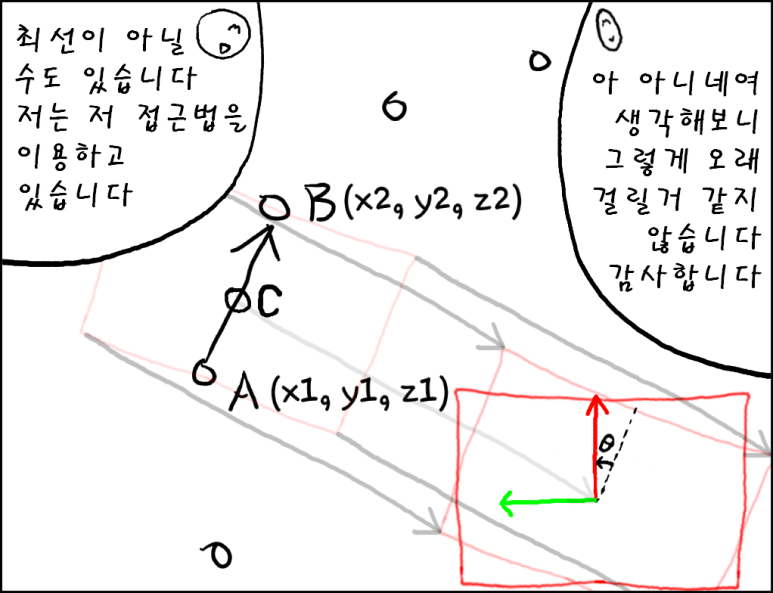 최선이 아닐
수도 있습니다
저는 저 접근법을
이용하고
있습니다
아 아니네여
생각해보니
그렇게 오래
걸릴거 같지
않습니다
감사합니다
B (x2, y2, z2)
C
A (x1, y1, z1)
θ